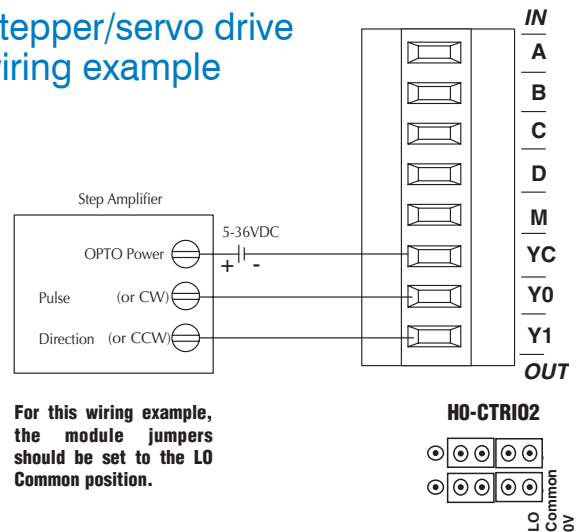 tepper/servo drive
iring example
IN
A
B
C
D
M
YC
Y0
Y1
OUT
Step Amplifier
5-36VDC
OPTO Power
+ -
Pulse (or CW)
Direction (or CCW)
For this wiring example,
the module jumpers
should be set to the LO
Common position.
H0-CTRIO2
LO
Common
0V